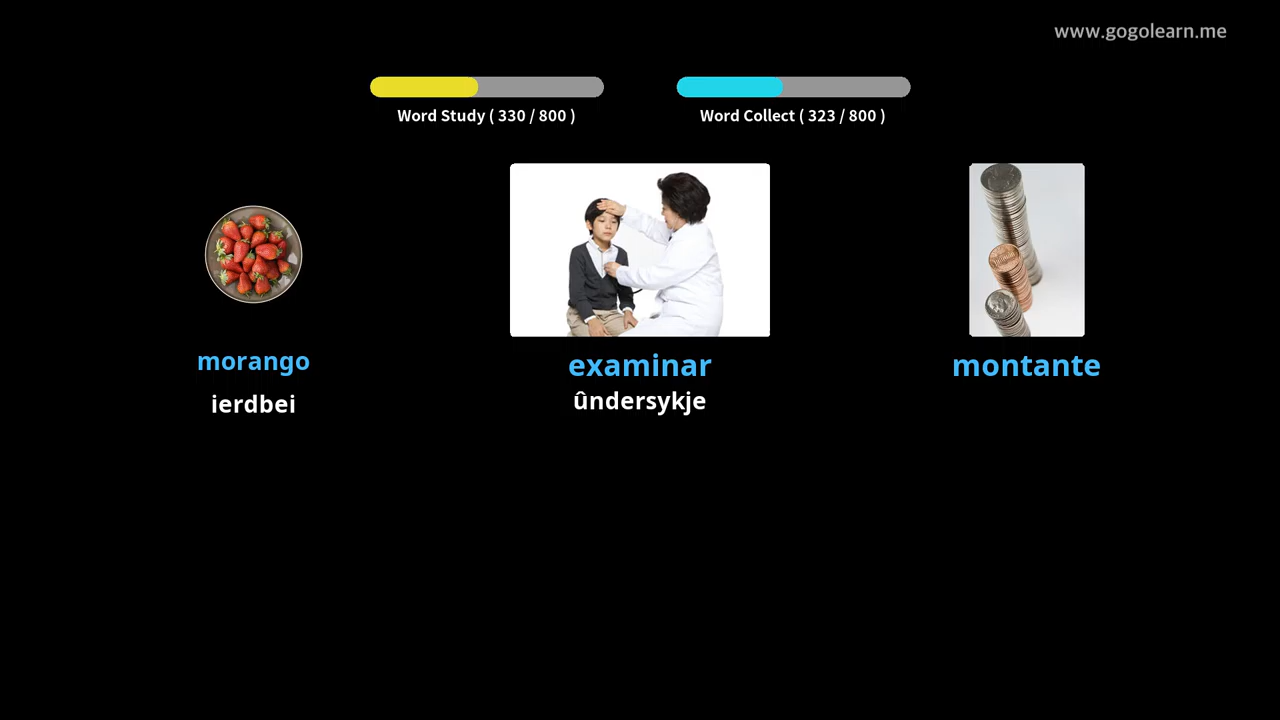 www.gogolearn.me
Word Study ( 330 / 800 )
Word Collect ( 323 / 800 )
morango
ierdbei
examinar
ûndersykje
montante